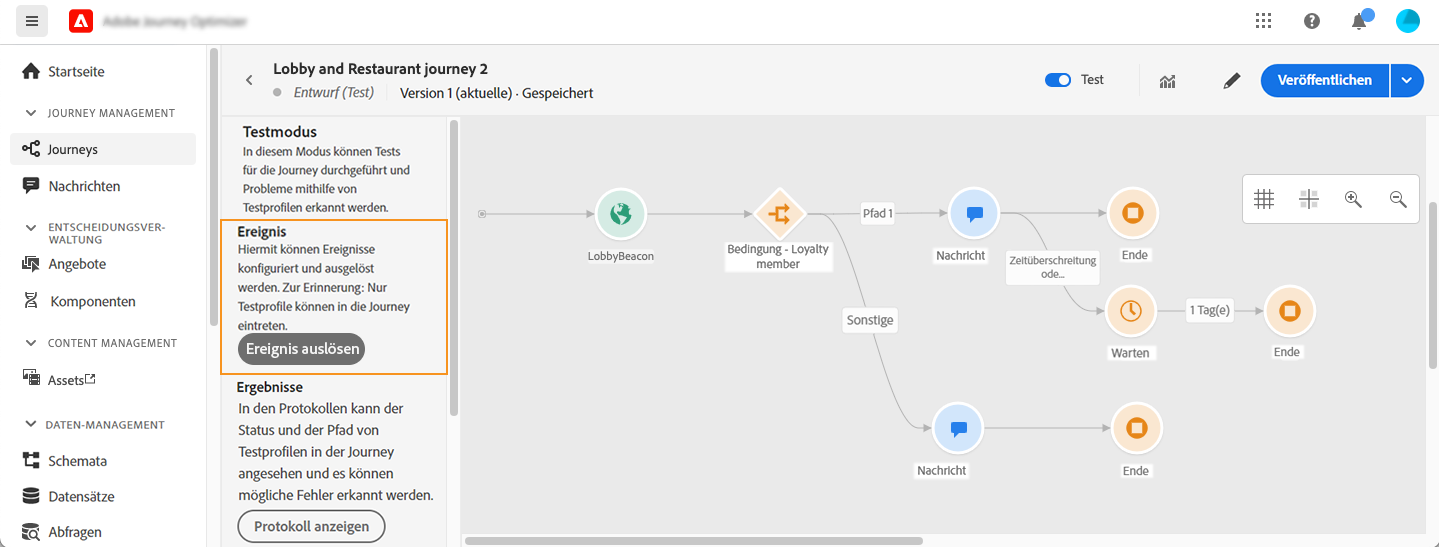 Startseite
JOURNEY MANAGEMENT
Journeys
Nachrichten
ENTSCHEIDUNGSVER-
WALTUNG
Angebote
Komponenten
CONTENT MANAGEMENT
Assets
DATEN-MANAGEMENT
Schemata
Datensätze
Abfragen
Lobby and Restaurant journey 2
Entwurf (Test) Version 1 (aktuelle) · Gespeichert
Test
Veröffentlichen
Testmodus
In diesem Modus können Tests
für die Journey durchgeführt und
Probleme mithilfe von
Testprofilen erkannt werden.
Ereignis
Hiermit können Ereignisse
konfiguriert und ausgelöst
werden. Zur Erinnerung: Nur
Testprofile können in die Journey
eintreten.
Ereignis auslösen
Ergebnisse
In den Protokollen kann der
Status und der Pfad von
Testprofilen in der Journey
angesehen und es können
mögliche Fehler erkannt werden.
Protokoll anzeigen
LobbyBeacon
Bedingung - Loyalty
member
Pfad 1
Nachricht
Ende
Zeitüberschreitung
ode...
Warten
1 Tag(e)
Ende
Sonstige
Nachricht
Ende